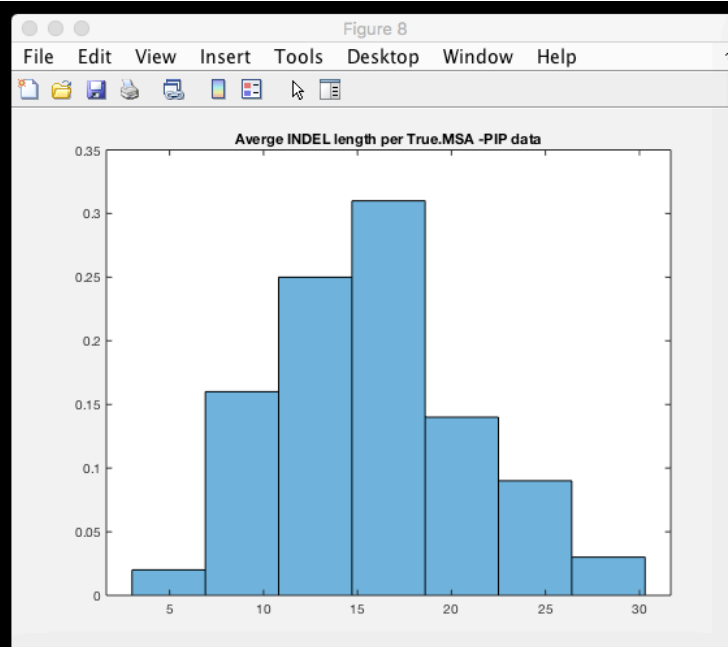 Figure 8
File Edit View Insert Tools Desktop Window Help
Averge INDEL length per True.MSA -PIP data
0.35
0.3
0.25
0.2
0.15
0.1
0.05
0
5 10 15 20 25 30